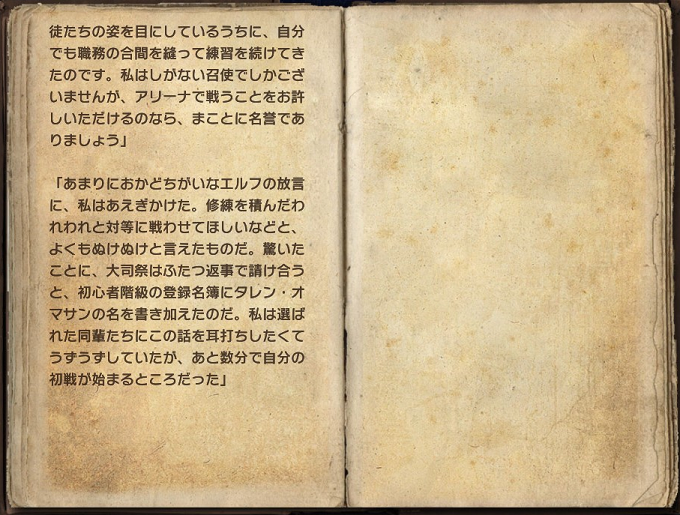 徒たちの姿を目にしているうちに、自分
でも職務の合間を縫って練習を続けてき
たのです。私はしがない召使でしかござ
いませんが、アリーナで戦うことをお許
しいただけるのなら、まことに名誉であ
りましょう」
「あまりにおかどちがいなエルフの放言
に、私はあえぎかけた。修練を積んだわ
れわれと対等に戦わせてほしいなどと、
よくもぬけぬけと言えたものだ。驚いた
ことに、大司祭はふたつ返事で請け合う
と、初心者階級の登録名簿にタレン・オ
マサンの名を書き加えたのだ。私は選ば
れた同輩たちにこの話を耳打ちしたくて
うずうずしていたが、あと数分で自分の
初戦が始まるところだった」